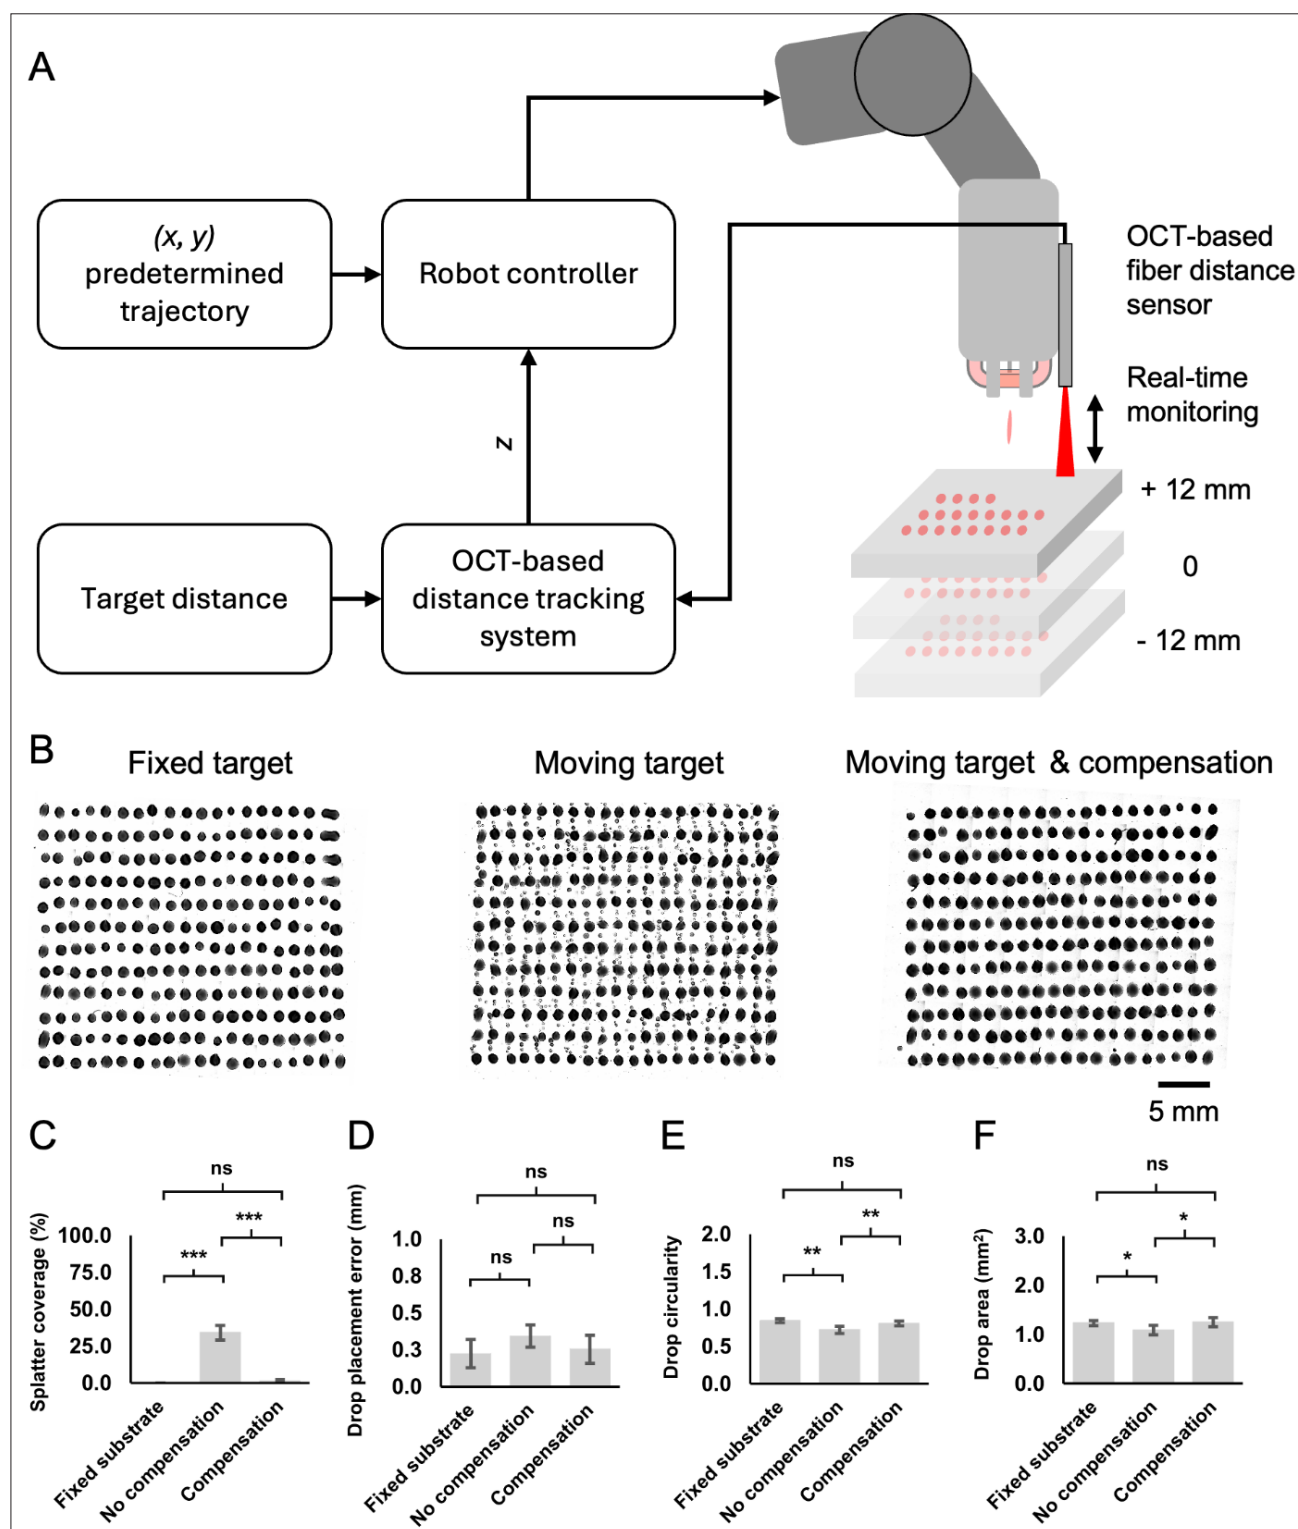 A
(x, y)
predetermined
trajectory
Robot controller
OCT-based
fiber distance
sensor
Real-time
monitoring
z
+ 12 mm
0
- 12 mm
Target distance
OCT-based
distance tracking
system
B
Fixed target
Moving target
Moving target & compensation
5 mm
C
Splatter coverage (%)
100.0
75.0
50.0
25.0
0.0
ns
***
***
Fixed substrate
No compensation
Compensation
D
Drop placement error (mm)
1.0
0.8
0.5
0.3
0.0
ns
ns
ns
Fixed substrate
No compensation
Compensation
E
Drop circularity
2.0
1.5
1.0
0.5
0.0
ns
**
**
Fixed substrate
No compensation
Compensation
F
Drop area (mm²)
3.0
2.0
1.0
0.0
ns
*
*
Fixed substrate
No compensation
Compensation